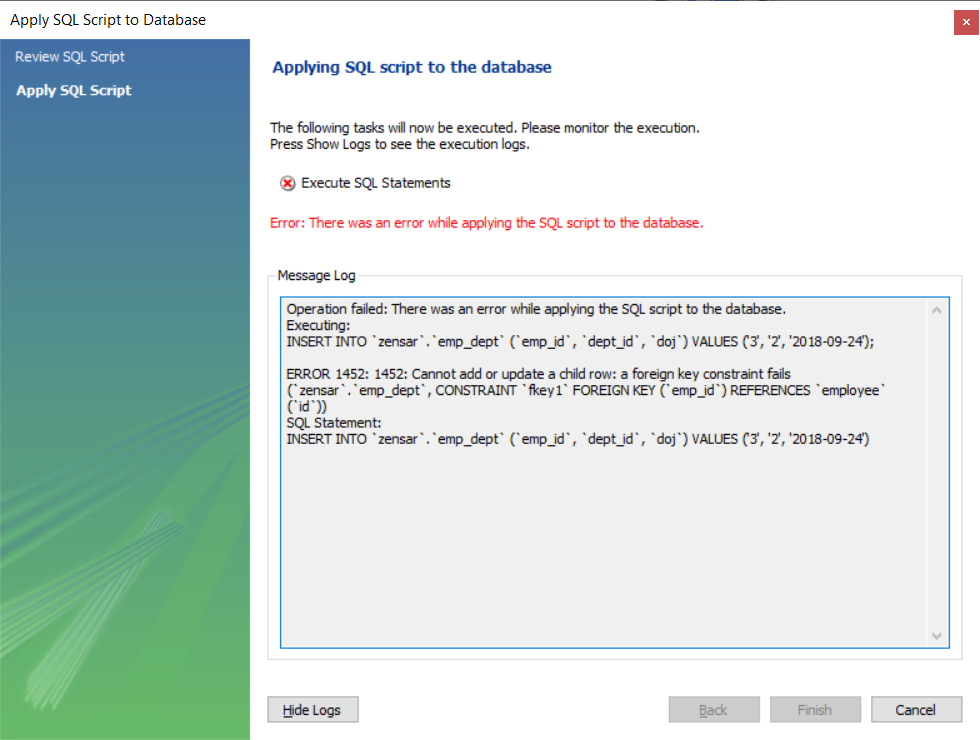 Apply SQL Script to Database
Review SQL Script
Apply SQL Script
Applying SQL script to the database
The following tasks will now be executed. Please monitor the execution.
Press Show Logs to see the execution logs.
Execute SQL Statements
Error: There was an error while applying the SQL script to the database.
Message Log
Operation failed: There was an error while applying the SQL script to the database.
Executing:
INSERT INTO `zensar`.`emp_dept` (`emp_id`, `dept_id`, `doj`) VALUES ('3', '2', '2018-09-24');

ERROR 1452: 1452: Cannot add or update a child row: a foreign key constraint fails
(`zensar`.`emp_dept`, CONSTRAINT `fkey1` FOREIGN KEY (`emp_id`) REFERENCES `employee`
(`id`))
SQL Statement:
INSERT INTO `zensar`.`emp_dept` (`emp_id`, `dept_id`, `doj`) VALUES ('3', '2', '2018-09-24')
Hide Logs
Back
Finish
Cancel